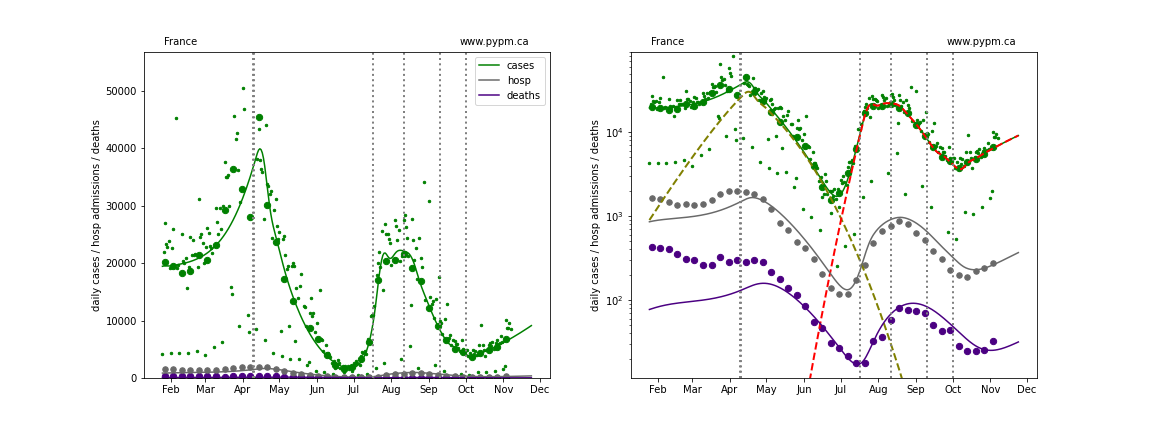 France www.pypm.ca
cases
hosp
deaths
50000
40000
30000
20000
10000
0
daily cases / hosp admissions / deaths
Feb Mar Apr May Jun Jul Aug Sep Oct Nov Dec
France www.pypm.ca
10⁴
10³
10²
daily cases / hosp admissions / deaths
Feb Mar Apr May Jun Jul Aug Sep Oct Nov Dec